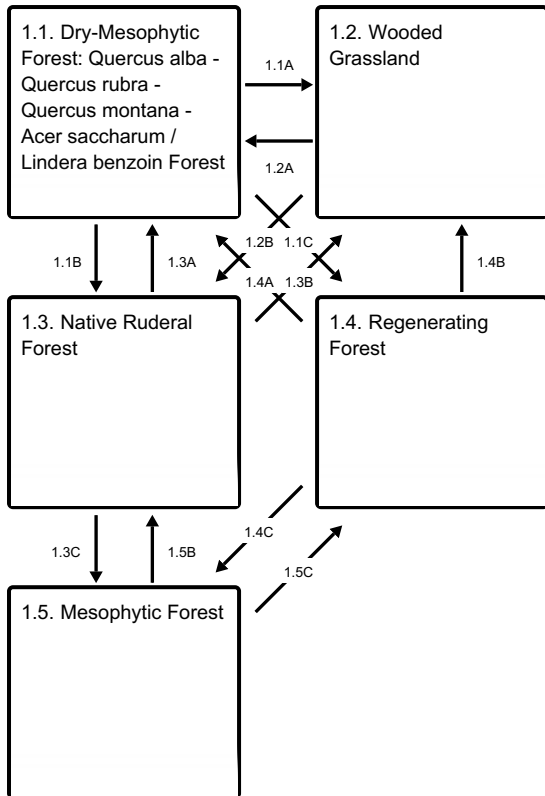 1.1. Dry-Mesophytic
Forest: Quercus alba -
Quercus rubra -
Quercus montana -
Acer saccharum /
Lindera benzoin Forest
1.1A
1.2. Wooded
Grassland
1.2A
1.2B
1.1C
1.1B
1.3A
1.4A
1.3B
1.4B
1.3. Native Ruderal
Forest
1.4. Regenerating
Forest
1.3C
1.5B
1.4C
1.5C
1.5. Mesophytic Forest